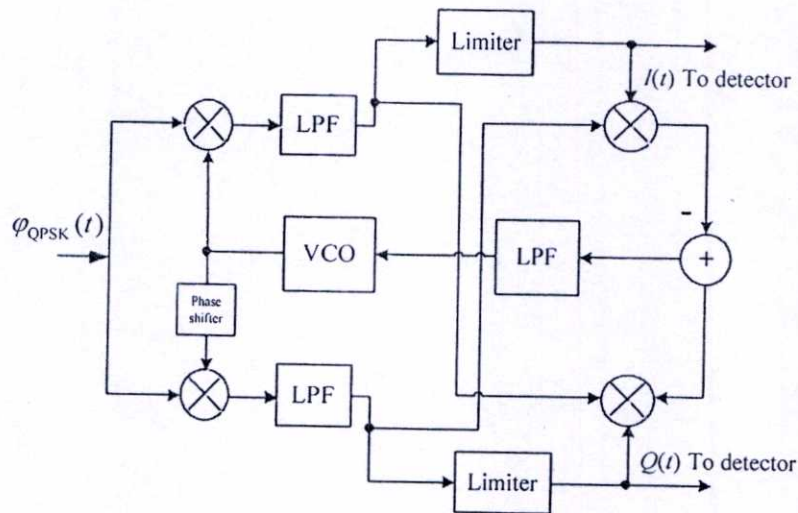 Limiter
I(t) To detector
LPF
φQPSK(t)
VCO
LPF
-
+
Phase
shifter
LPF
Q(t) To detector
Limiter